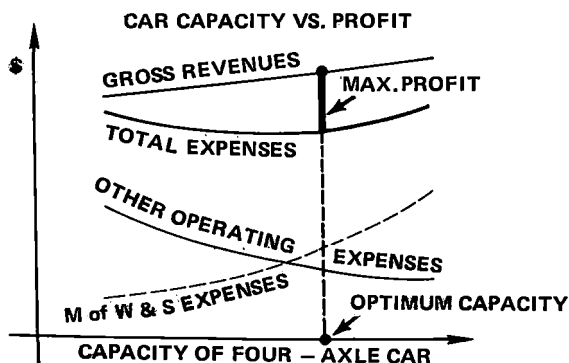 CAR CAPACITY VS. PROFIT
$
GROSS REVENUES
MAX. PROFIT
TOTAL EXPENSES
OTHER OPERATING EXPENSES
M of W & S EXPENSES
OPTIMUM CAPACITY
CAPACITY OF FOUR – AXLE CAR